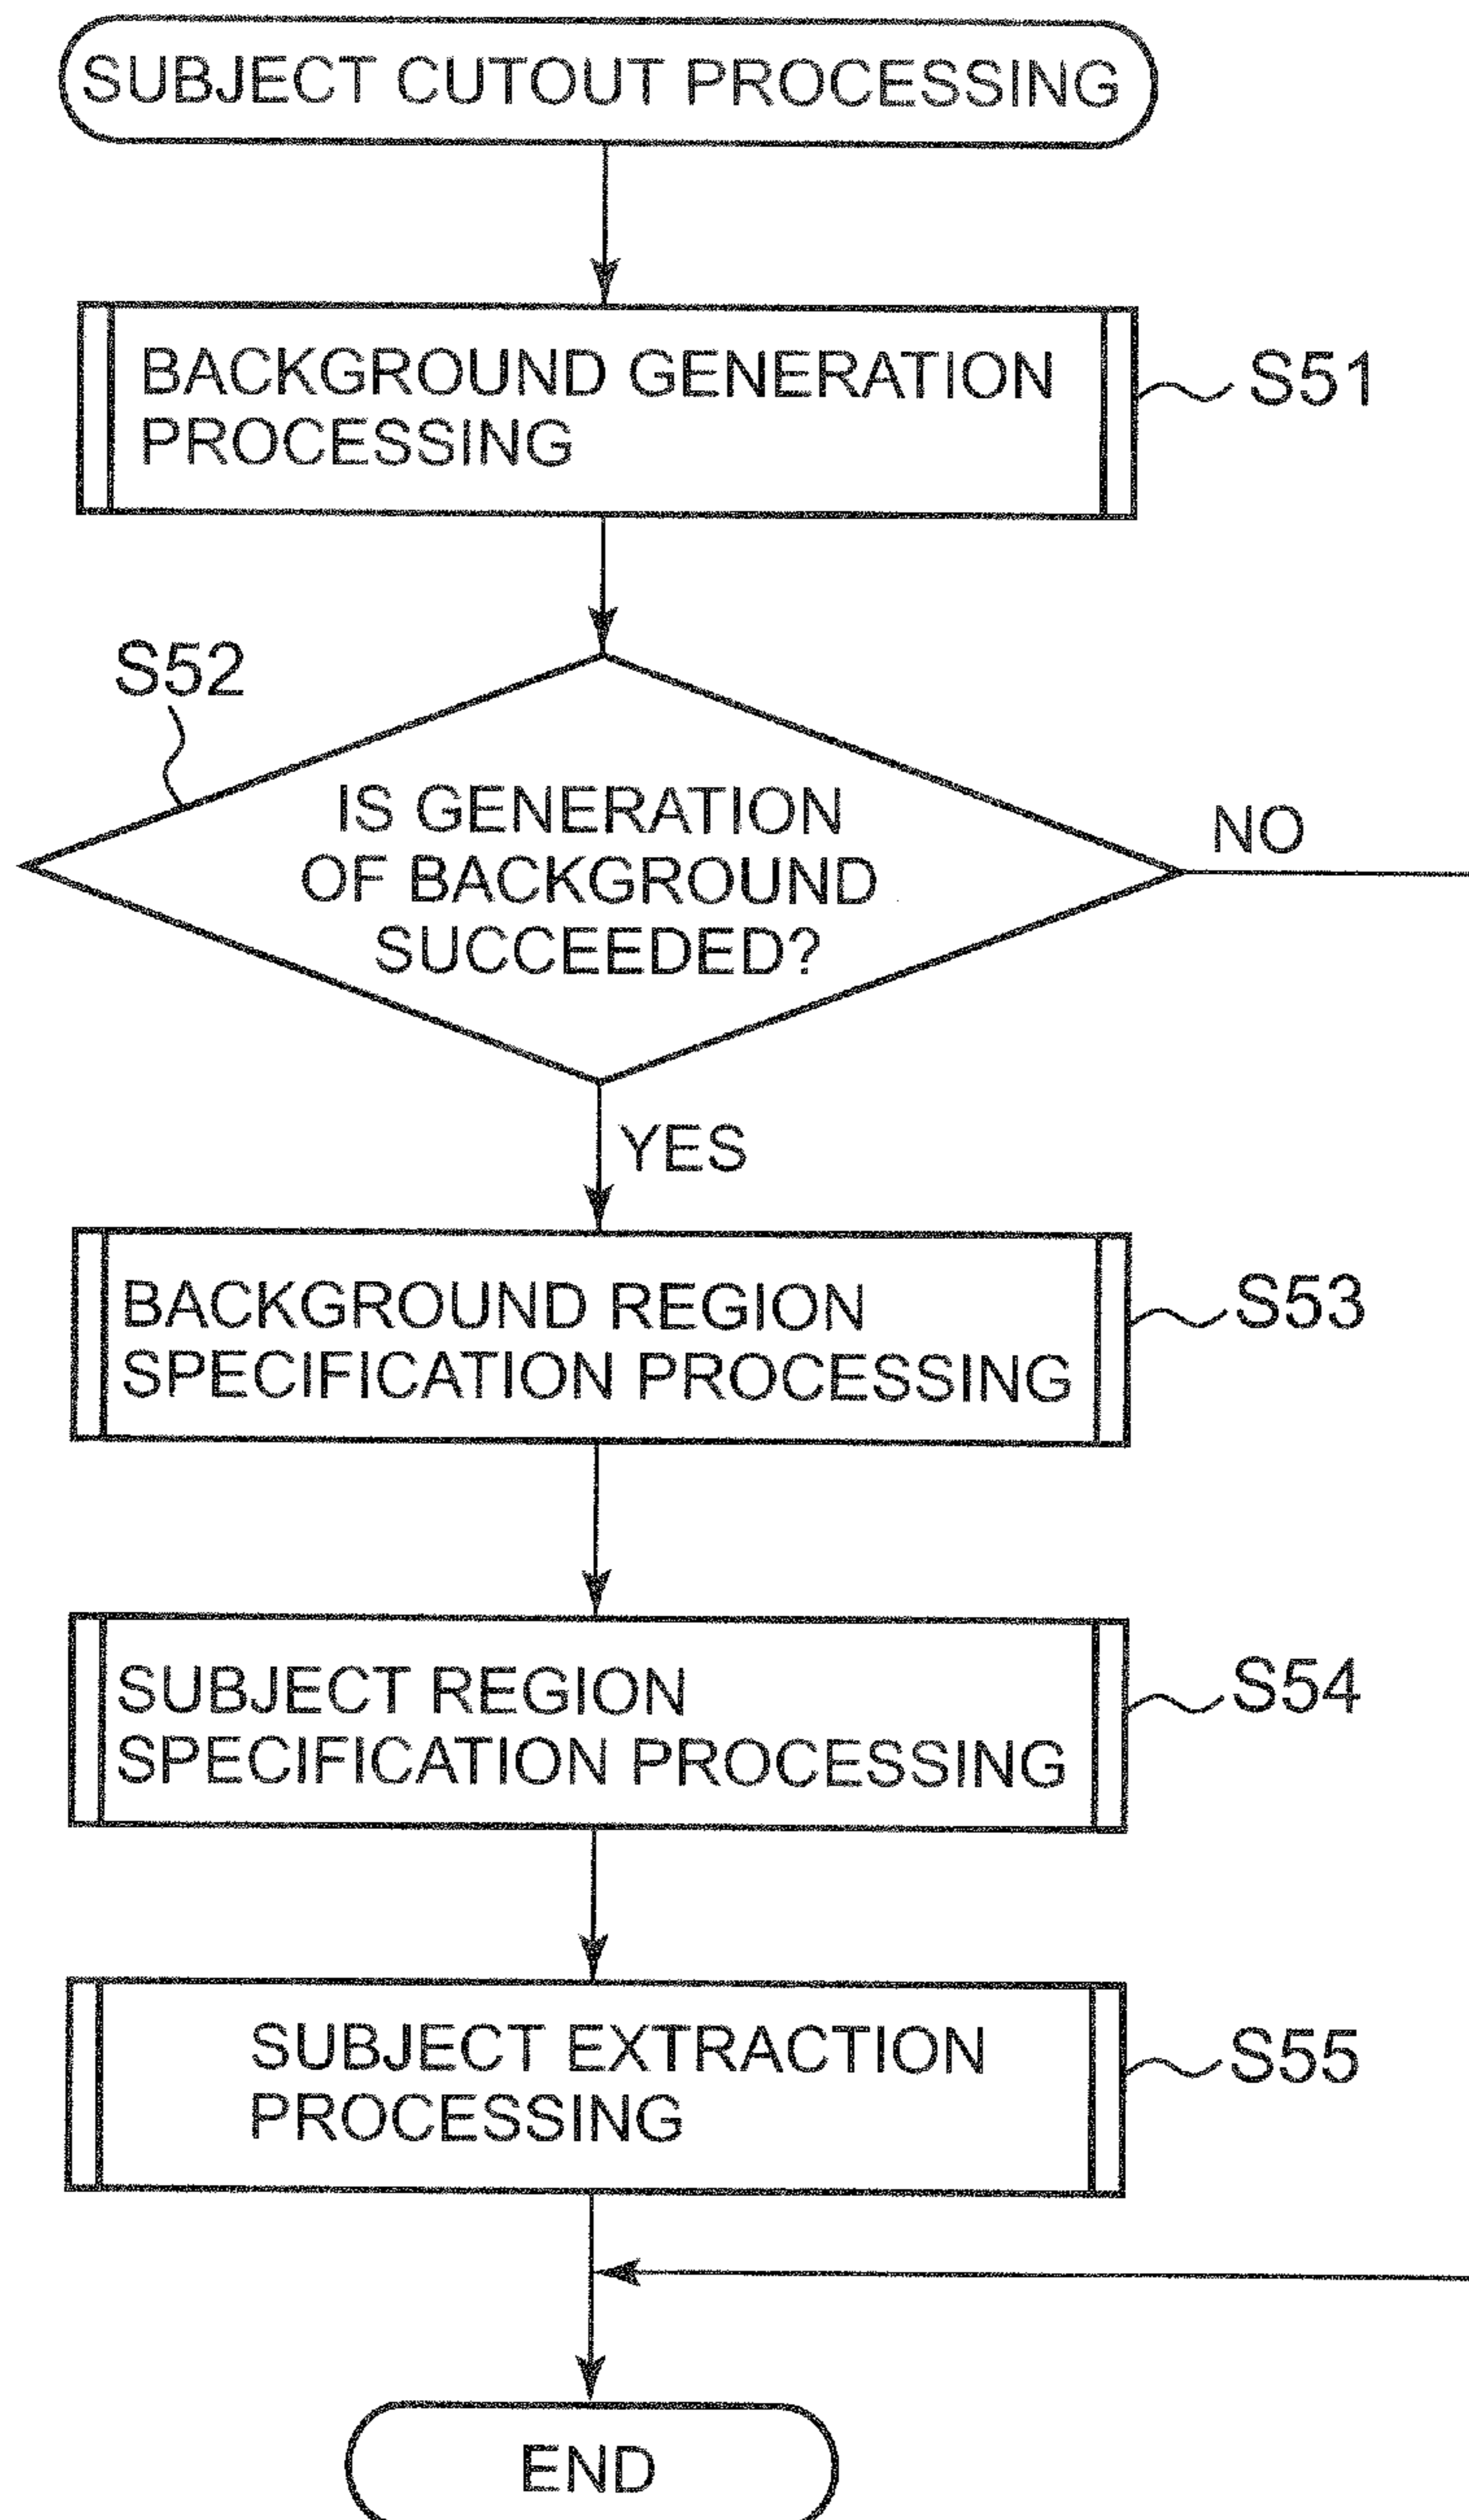 SUBJECT CUTOUT PROCESSING
BACKGROUND GENERATION
PROCESSING
S51
S52
IS GENERATION
OF BACKGROUND
SUCCEEDED?
NO
YES
BACKGROUND REGION
SPECIFICATION PROCESSING
S53
SUBJECT REGION
SPECIFICATION PROCESSING
S54
SUBJECT EXTRACTION
PROCESSING
S55
END